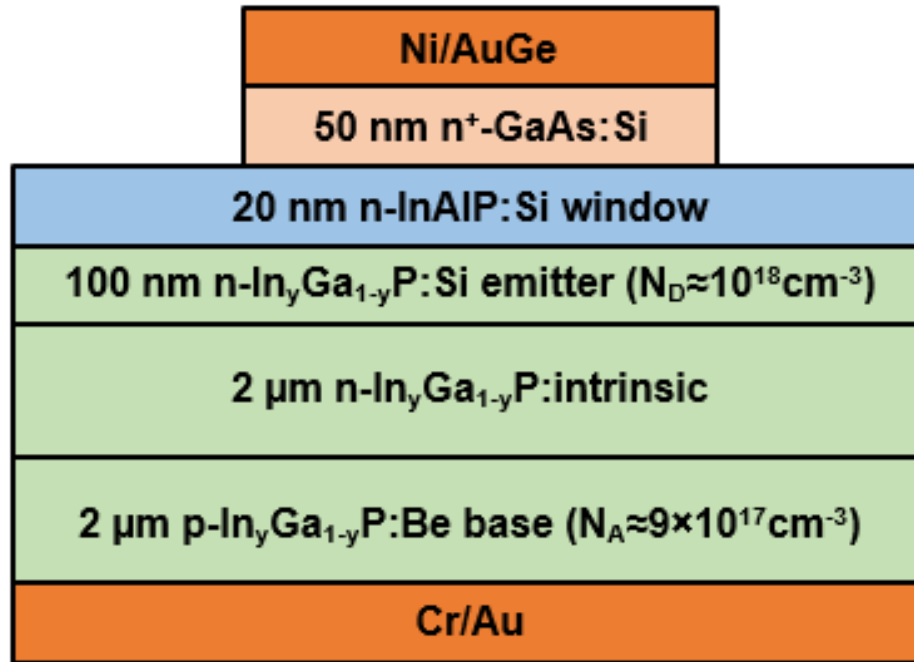 Ni/AuGe
50 nm n⁺-GaAs:Si
20 nm n-InAlP:Si window
100 nm n-InyGa1-yP:Si emitter (ND≈10¹⁸cm⁻³)
2 µm n-InyGa1-yP:intrinsic
2 µm p-InyGa1-yP:Be base (NA≈9×10¹⁷cm⁻³)
Cr/Au